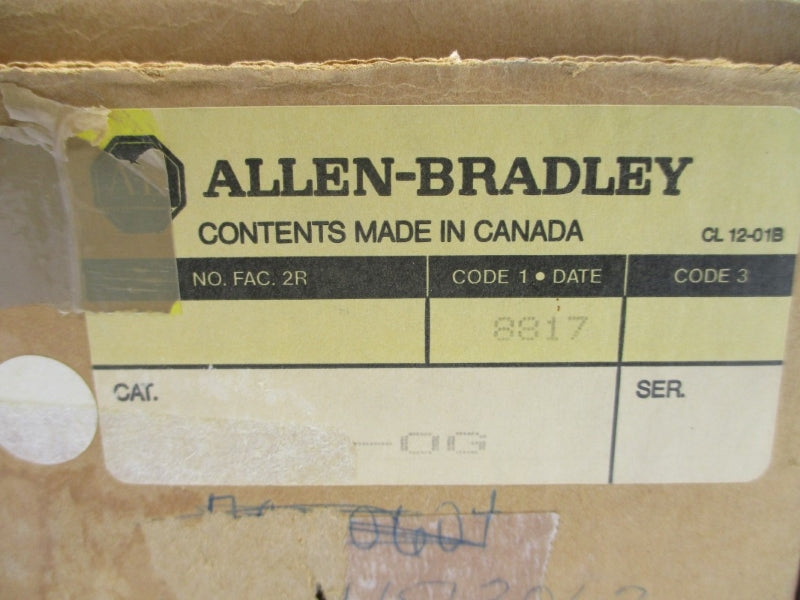 ALLEN-BRADLEY
CONTENTS MADE IN CANADA
CL 12-01B
NO. FAC. 2R
CODE 1 • DATE
CODE 3
8817
CAT.
SER.
-OG